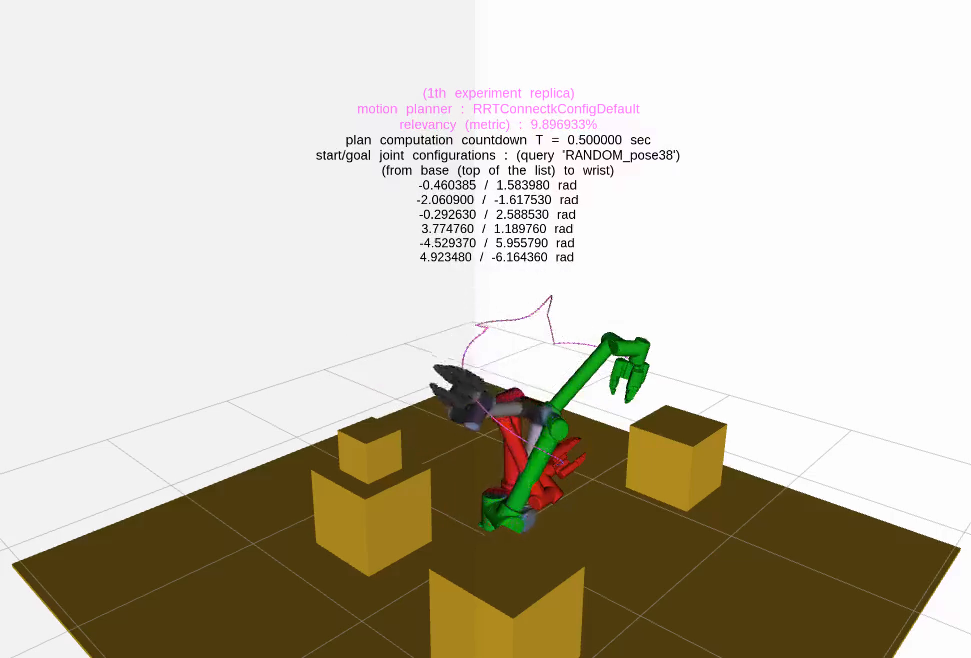 (1th experiment replica)
motion planner : RRTConnectkConfigDefault
relevancy (metric) : 9.896933%
plan computation countdown T = 0.500000 sec
start/goal joint configurations : (query 'RANDOM_pose38')
(from base (top of the list) to wrist)
-0.460385 / 1.583980 rad
-2.060900 / -1.617530 rad
-0.292630 / 2.588530 rad
3.774760 / 1.189760 rad
-4.529370 / 5.955790 rad
4.923480 / -6.164360 rad